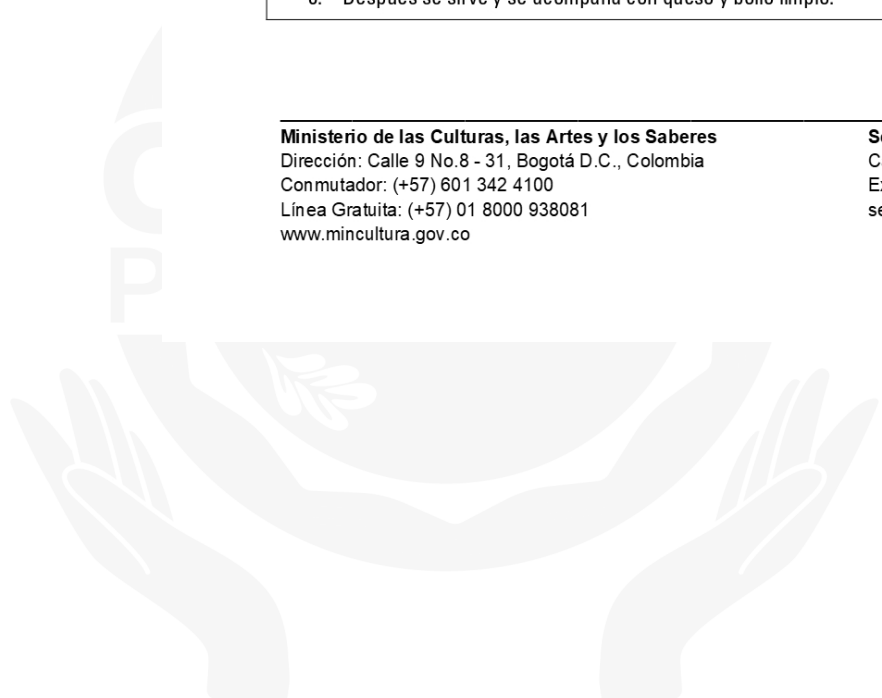 Después se sirve y se acompaña con queso y bollo limpio.
Ministerio de las Culturas, las Artes y los Saberes
Dirección: Calle 9 No.8 - 31, Bogotá D.C., Colombia
Conmutador: (+57) 601 342 4100
Línea Gratuita: (+57) 01 8000 938081
www.mincultura.gov.co